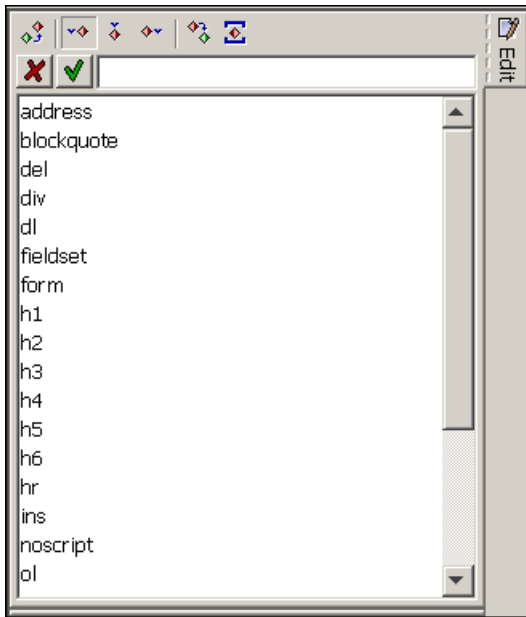 Edit
address
blockquote
del
div
dl
fieldset
form
h1
h2
h3
h4
h5
h6
hr
ins
noscript
ol